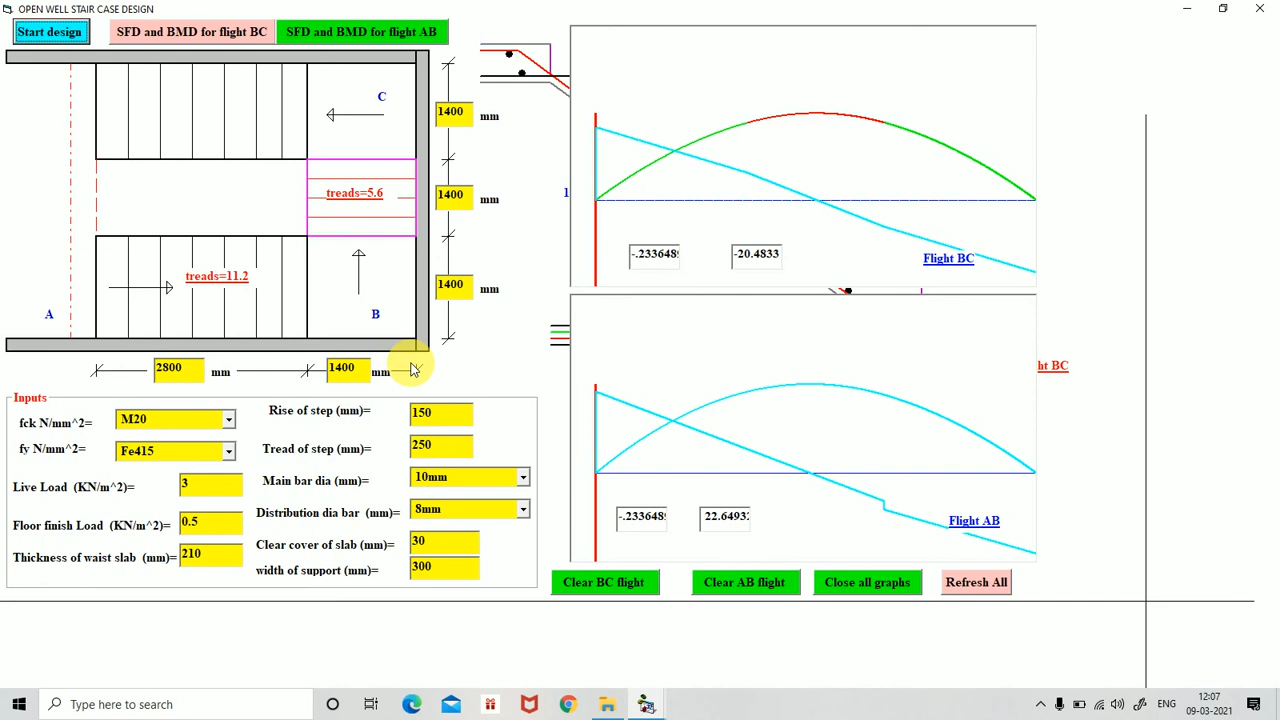 OPEN WELL STAIR CASE DESIGN
Start design
SFD and BMD for flight BC
SFD and BMD for flight AB
C
1400 mm
treads=5.6
1400 mm
treads=11.2
1400 mm
A
B
2800 mm
1400 mm
Inputs
fck N/mm^2=
M20
fy N/mm^2=
Fe415
Live Load (KN/m^2)=
3
Floor finish Load (KN/m^2)=
0.5
Thickness of waist slab (mm)=
210
Rise of step (mm)=
150
Tread of step (mm)=
250
Main bar dia (mm)=
10mm
Distribution dia bar (mm)=
8mm
Clear cover of slab (mm)=
30
width of support (mm)=
300
1
-.233648
-20.4833
Flight BC
ht BC
-.233648
22.6493
Flight AB
Clear BC flight
Clear AB flight
Close all graphs
Refresh All
Type here to search
ENG
12:07
09-03-2021